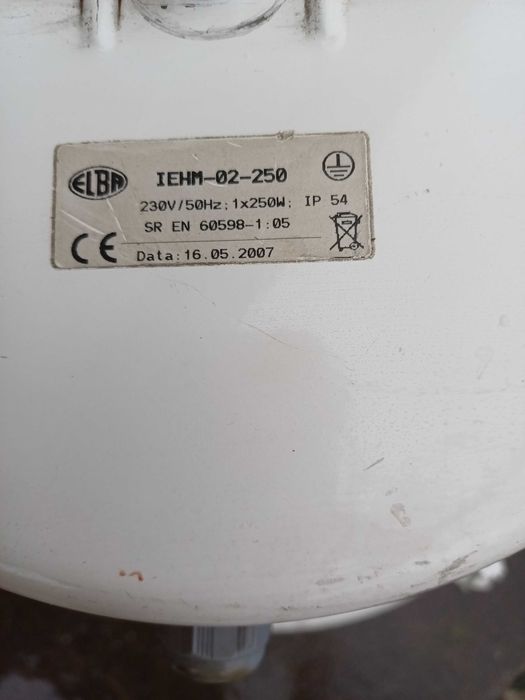 ELBA
IEHM-02-250
230V/50Hz; 1x250W; IP 54
SR EN 60598-1:05
CE
Data: 16.05.2007